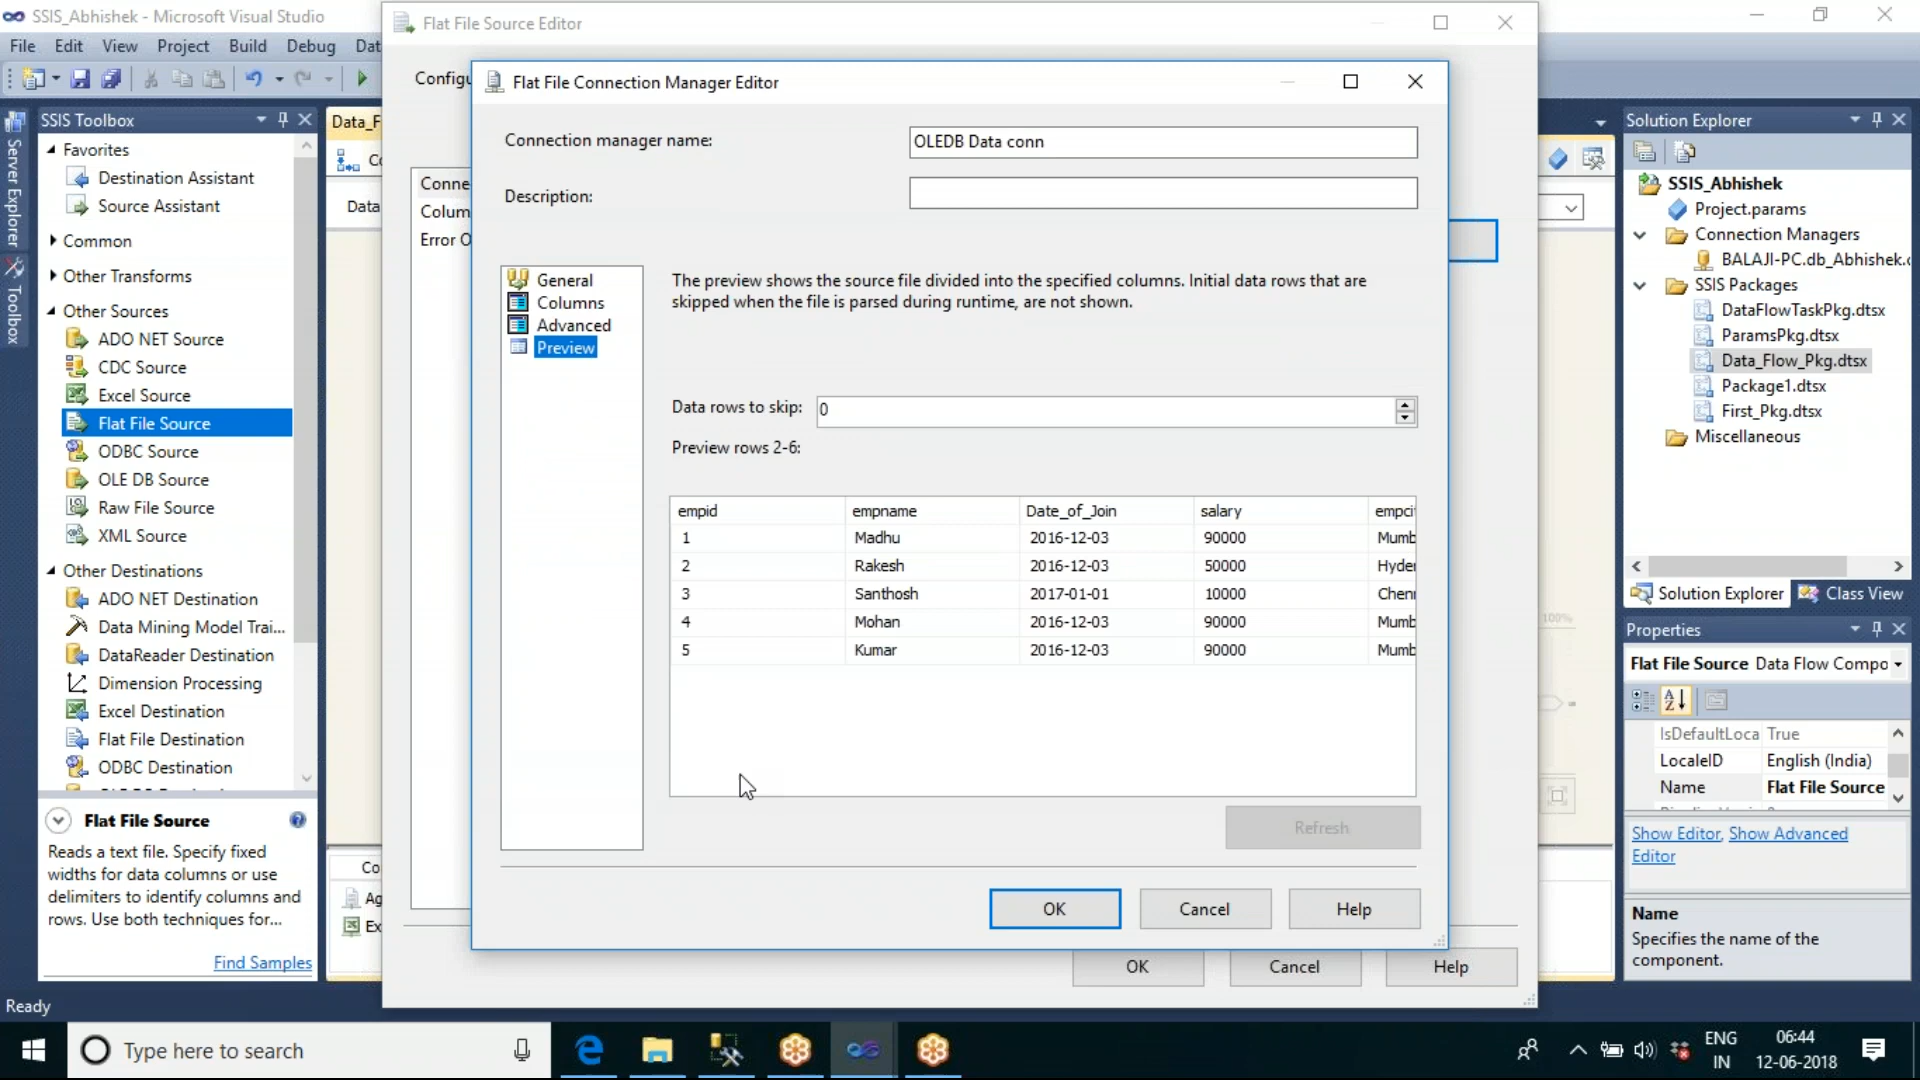 SSIS_Abhishek - Microsoft Visual Studio
File Edit View Project Build Debug
SSIS Toolbox
Favorites
Destination Assistant
Source Assistant
Common
Other Transforms
Other Sources
ADO NET Source
CDC Source
Excel Source
Flat File Source
ODBC Source
OLE DB Source
Raw File Source
XML Source
Other Destinations
ADO NET Destination
Data Mining Model Trai...
DataReader Destination
Dimension Processing
Excel Destination
Flat File Destination
ODBC Destination
Flat File Source
Reads a text file. Specify fixed
widths for data columns or use
delimiters to identify columns and
rows. Use both techniques for...
Find Samples
Server Explorer
Toolbox
Data
Flat File Source Editor
Flat File Connection Manager Editor
Connection manager name: OLEDB Data conn
Description:
General
Columns
Advanced
Preview
The preview shows the source file divided into the specified columns. Initial data rows that are
skipped when the file is parsed during runtime, are not shown.
Data rows to skip: 0
Preview rows 2-6:
empid empname Date_of_Join salary
1 Madhu 2016-12-03 90000
2 Rakesh 2016-12-03 50000
3 Santhosh 2017-01-01 10000
4 Mohan 2016-12-03 90000
5 Kumar 2016-12-03 90000
Refresh
OK Cancel Help
OK Cancel Help
100%
Solution Explorer
SSIS_Abhishek
Project.params
Connection Managers
BALAJI-PC.db_Abhishek.
SSIS Packages
DataFlowTaskPkg.dtsx
ParamsPkg.dtsx
Data_Flow_Pkg.dtsx
Package1.dtsx
First_Pkg.dtsx
Miscellaneous
Solution Explorer Class View
Properties
Flat File Source Data Flow Compo
IsDefaultLoca True
LocaleID English (India)
Name Flat File Source
Show Editor, Show Advanced
Editor
Name
Specifies the name of the
component.
Ready
Type here to search
ENG
IN
06:44
12-06-2018